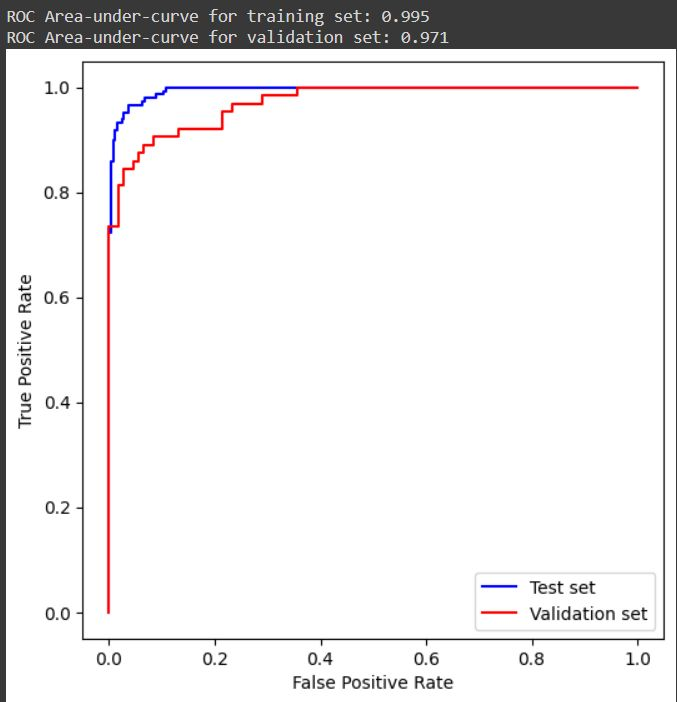 ROC Area-under-curve for training set: 0.995
ROC Area-under-curve for validation set: 0.971
1.0
0.8
0.6
0.4
0.2
0.0
True Positive Rate
Test set
Validation set
0.0 0.2 0.4 0.6 0.8 1.0
False Positive Rate